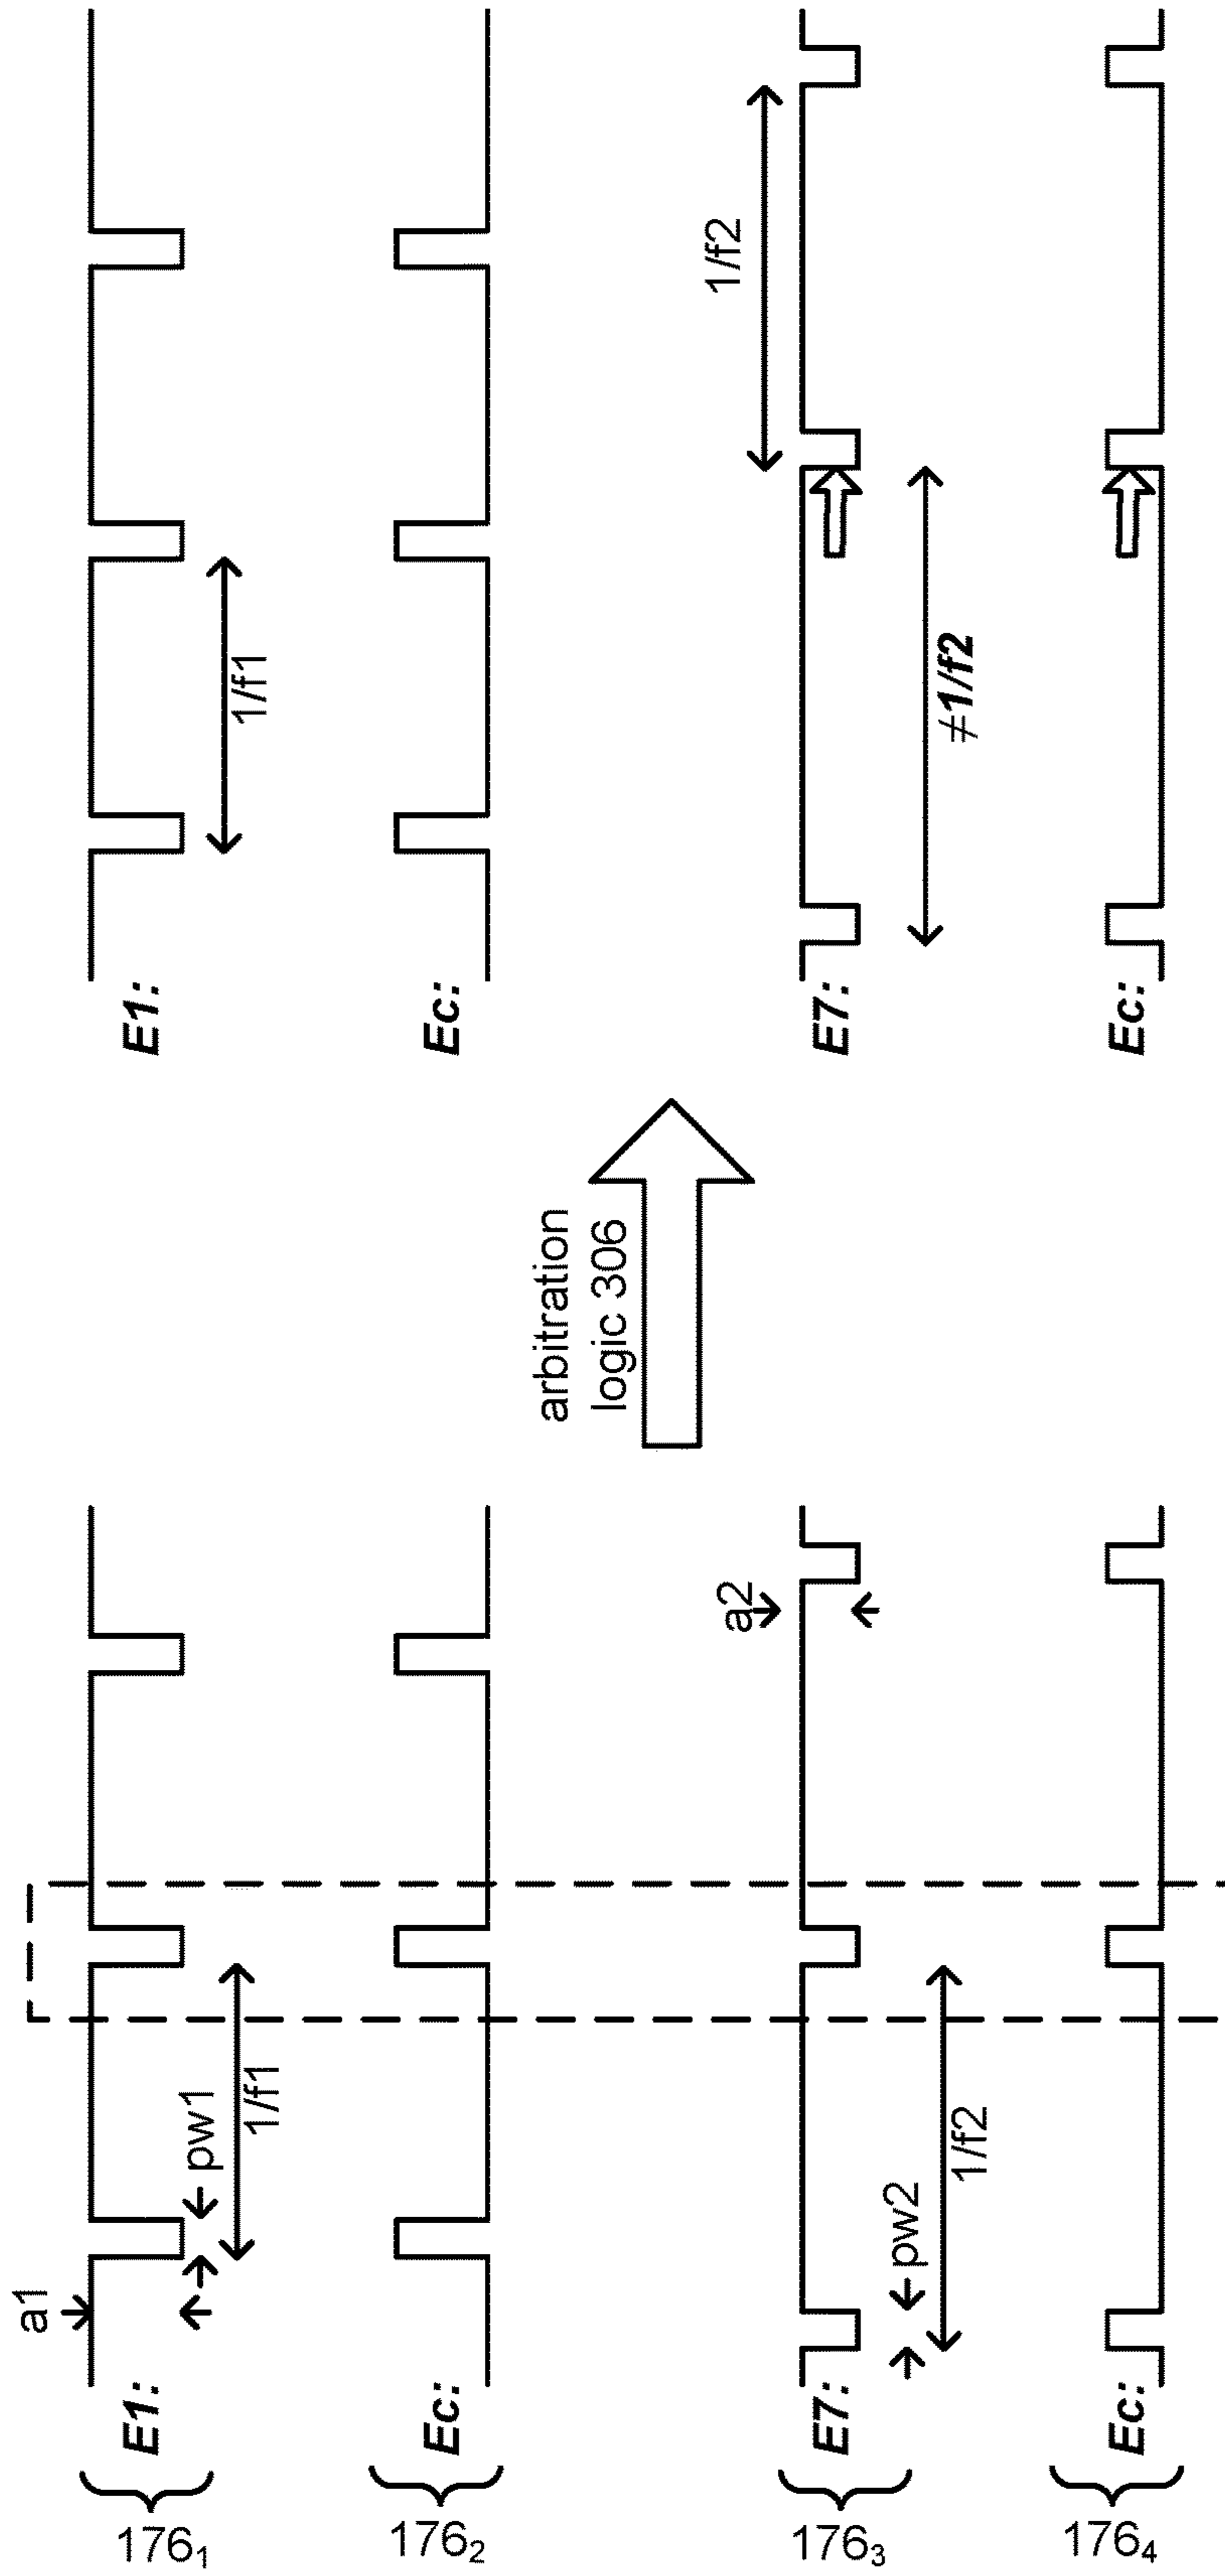 176₁
E1:
a1
pw1
1/f1
176₂
Ec:
176₃
E7:
pw2
1/f2
a2
176₄
Ec:
arbitration
logic 306
E1:
1/f1
Ec:
E7:
1/f2
≠1/f2
Ec: